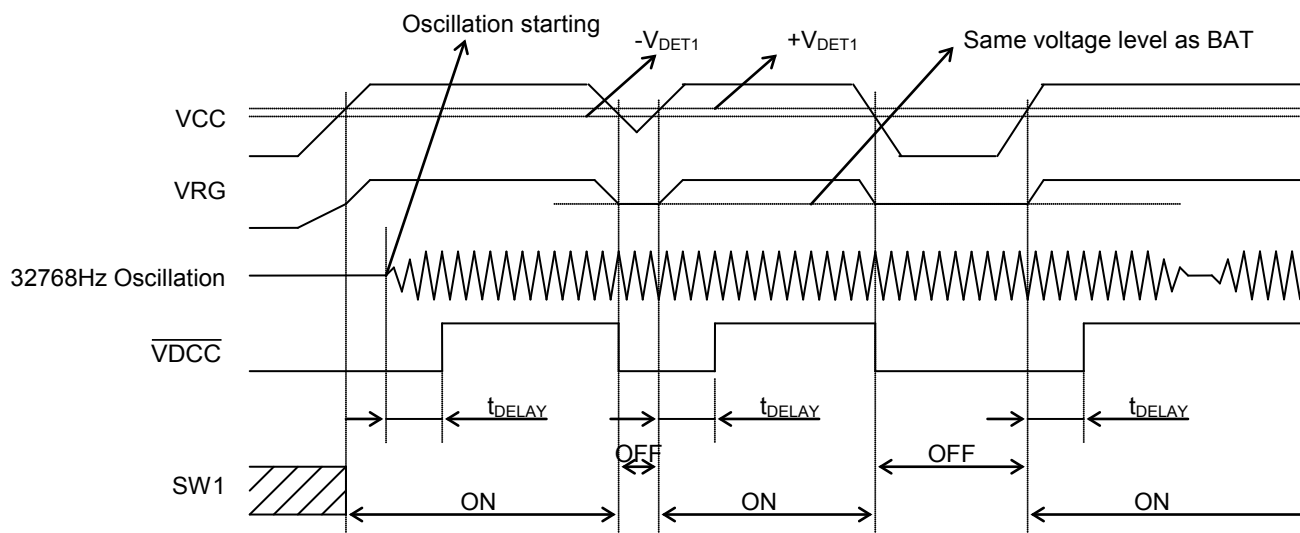 Oscillation starting
-VDET1
+VDET1
Same voltage level as BAT
VCC
VRG
32768Hz Oscillation
VDCC
tDELAY
tDELAY
tDELAY
OFF
OFF
SW1
ON
ON
ON